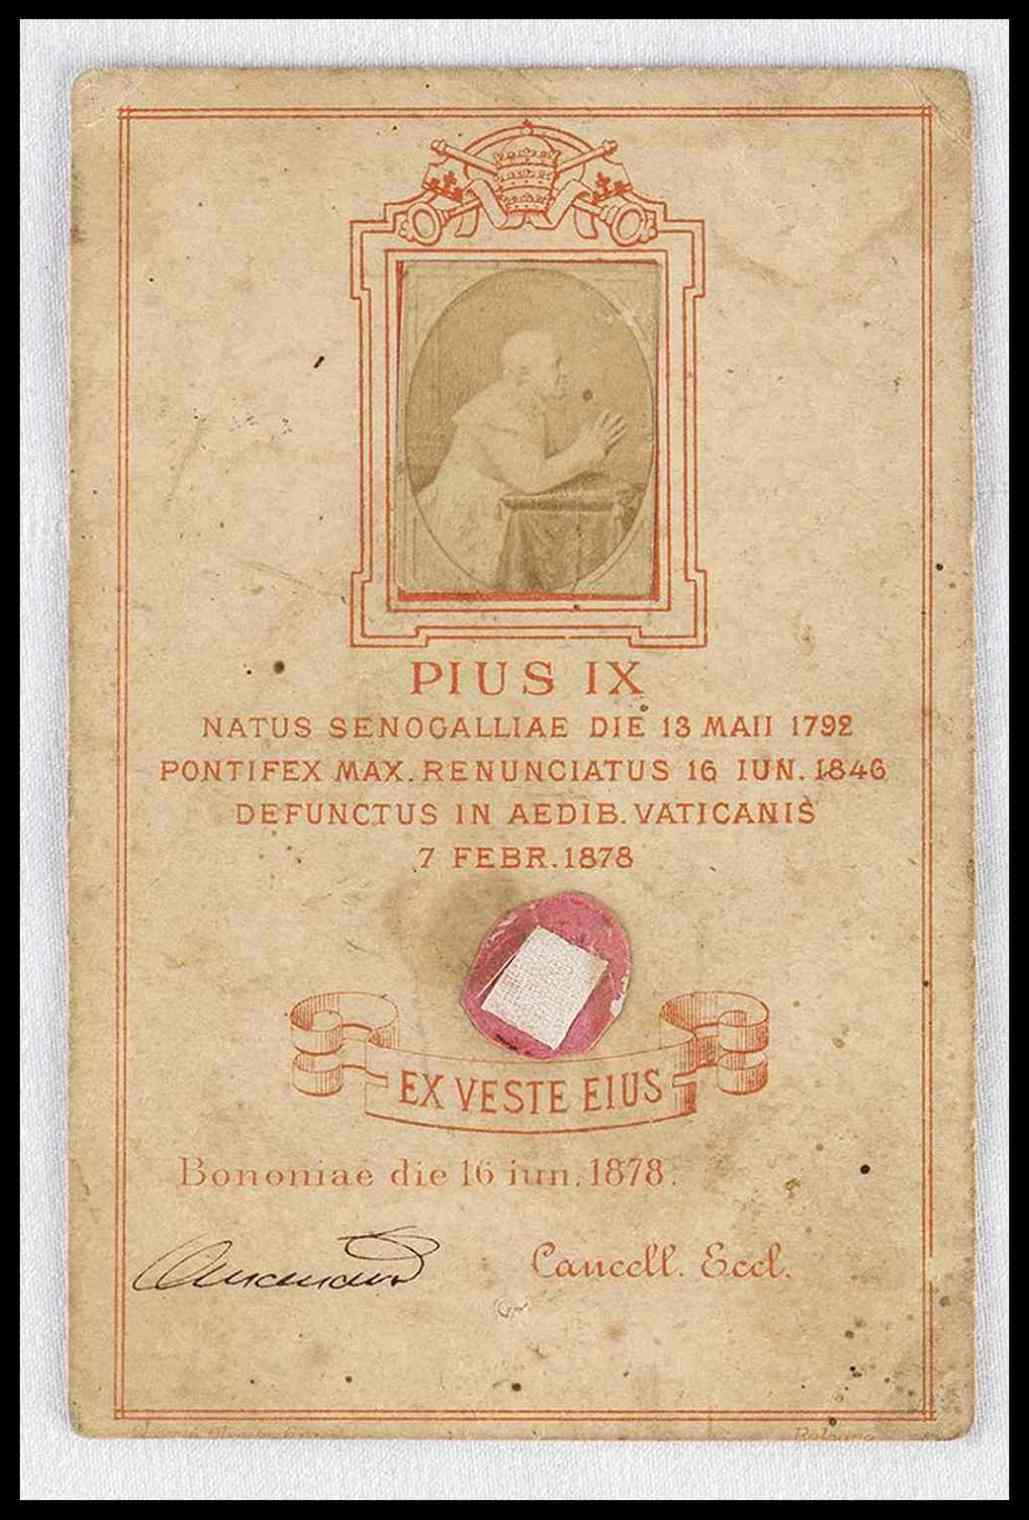 PIUS IX
NATUS SENOGALLIAE DIE 13 MAII 1792
PONTIFEX MAX. RENUNCIATUS 16 IUN. 1846
DEFUNCTUS IN AEDIB. VATICANIS
7 FEBR. 1878
EX VESTE EIUS
Bononiae die 16 iun. 1878.
Cancell. Eccl.
Bologna